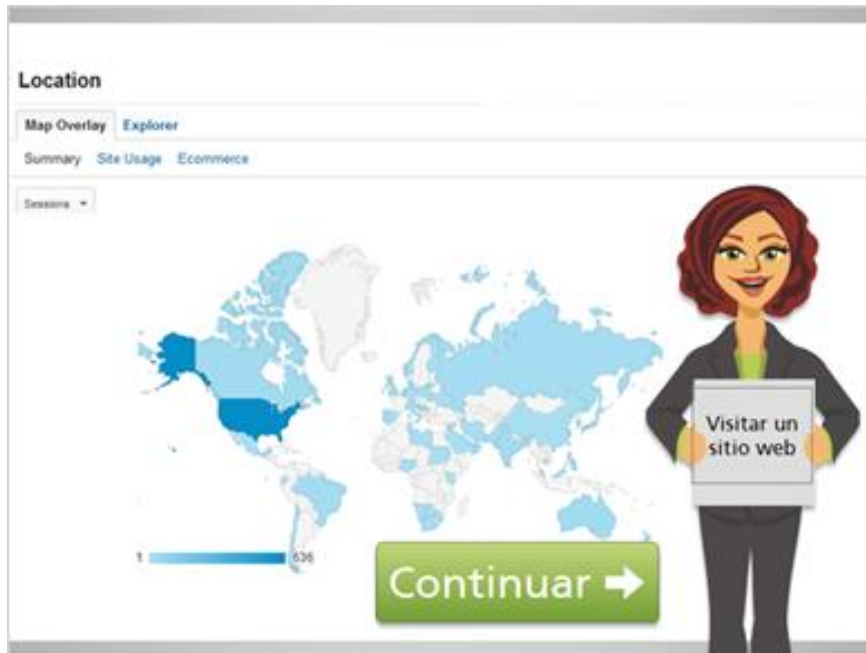 Location
Map Overlay Explorer
Summary Site Usage Ecommerce
Sessions
1 636
Visitar un
sitio web
Continuar